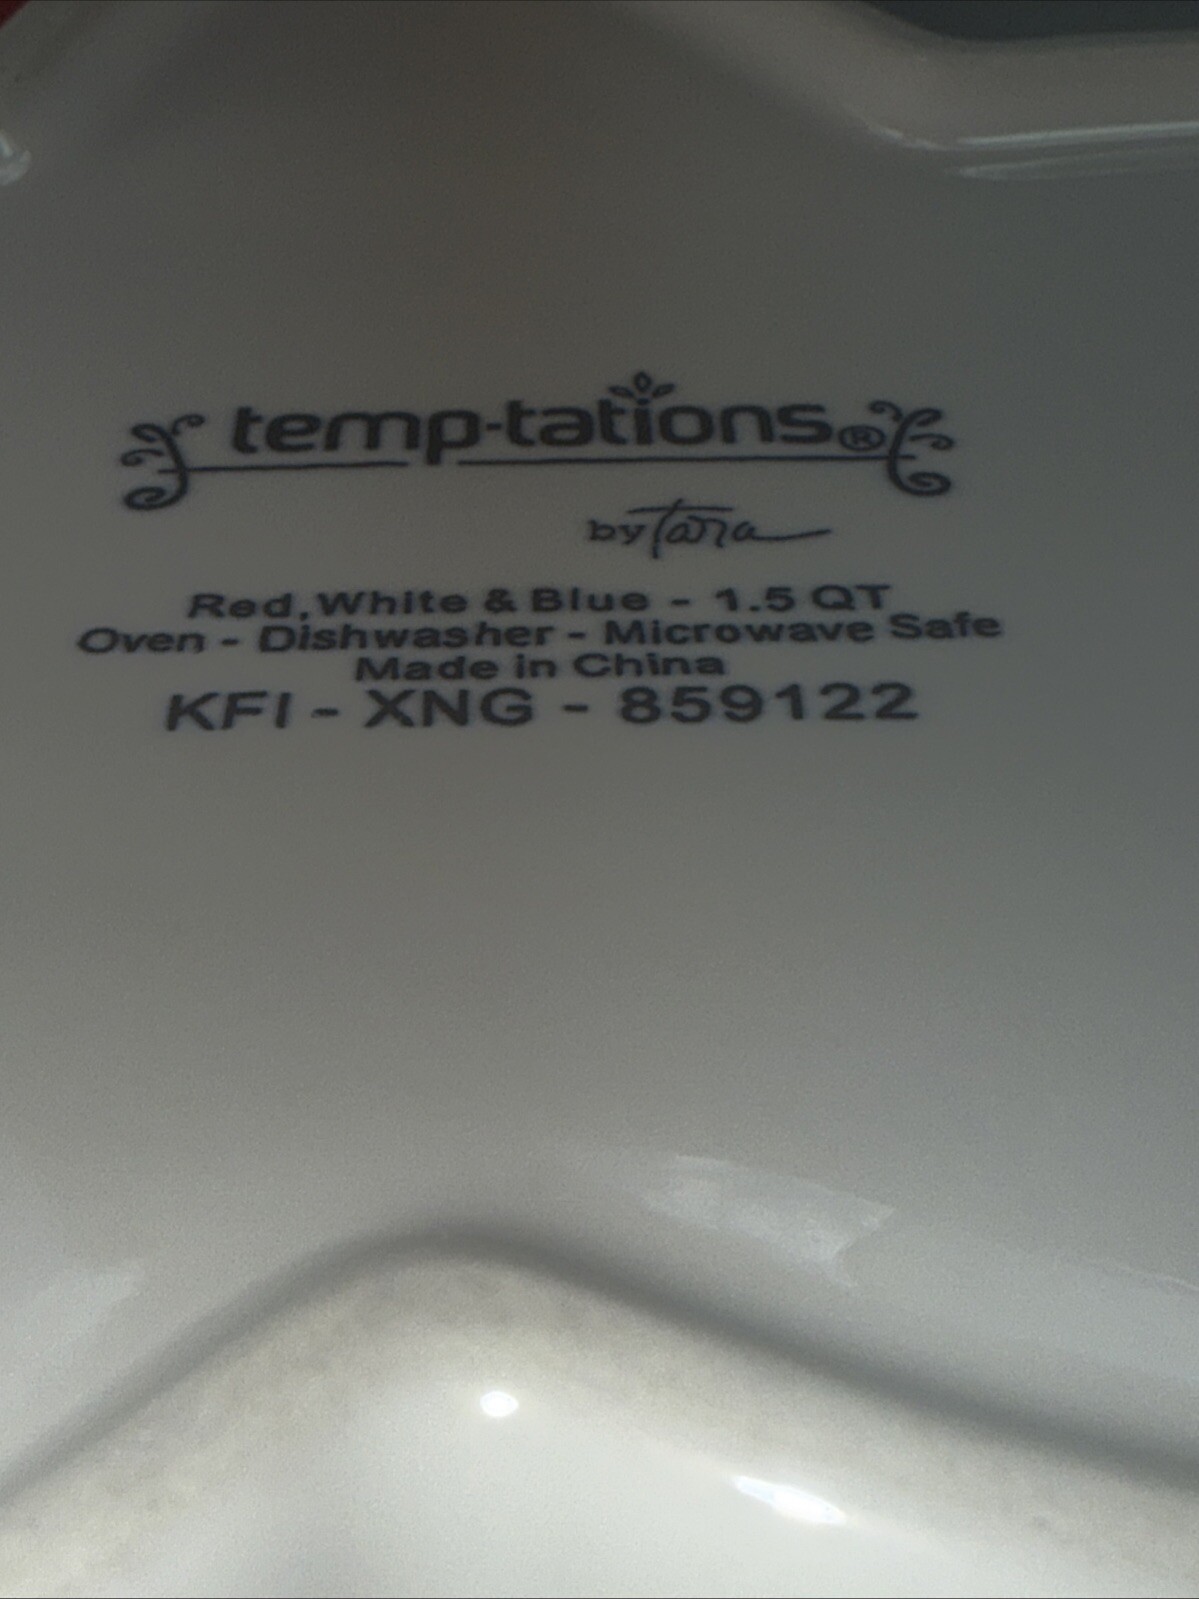 temp-tations®
by Tara
Red, White & Blue - 1.5 QT
Oven - Dishwasher - Microwave Safe
Made in China
KFI - XNG - 859122